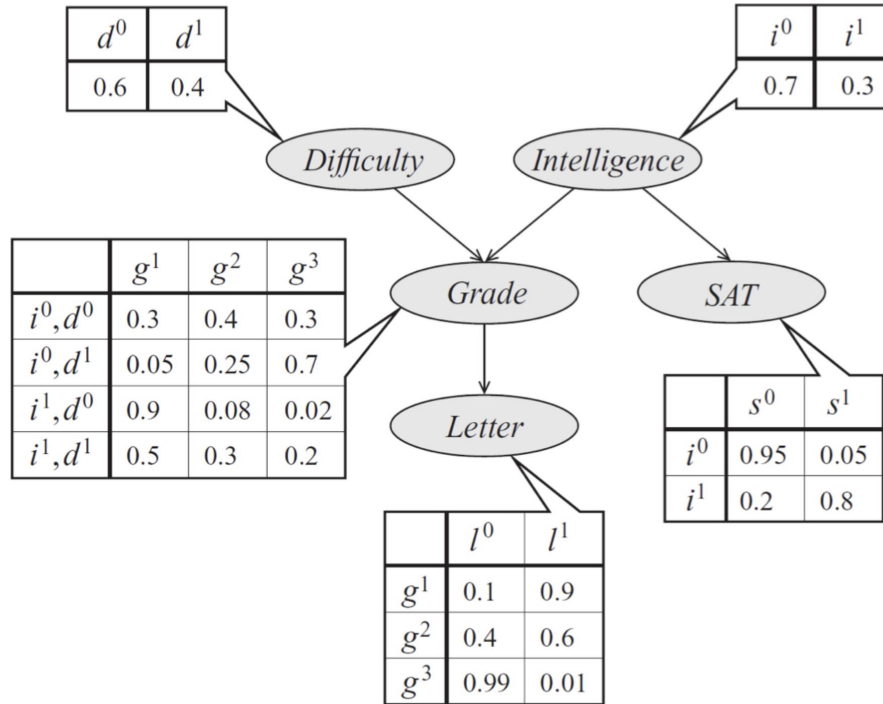 d⁰ d¹
0.6 0.4
i⁰ i¹
0.7 0.3
Difficulty
Intelligence
g¹ g² g³
i⁰,d⁰ 0.3 0.4 0.3
i⁰,d¹ 0.05 0.25 0.7
i¹,d⁰ 0.9 0.08 0.02
i¹,d¹ 0.5 0.3 0.2
Grade
SAT
Letter
s⁰ s¹
i⁰ 0.95 0.05
i¹ 0.2 0.8
l⁰ l¹
g¹ 0.1 0.9
g² 0.4 0.6
g³ 0.99 0.01